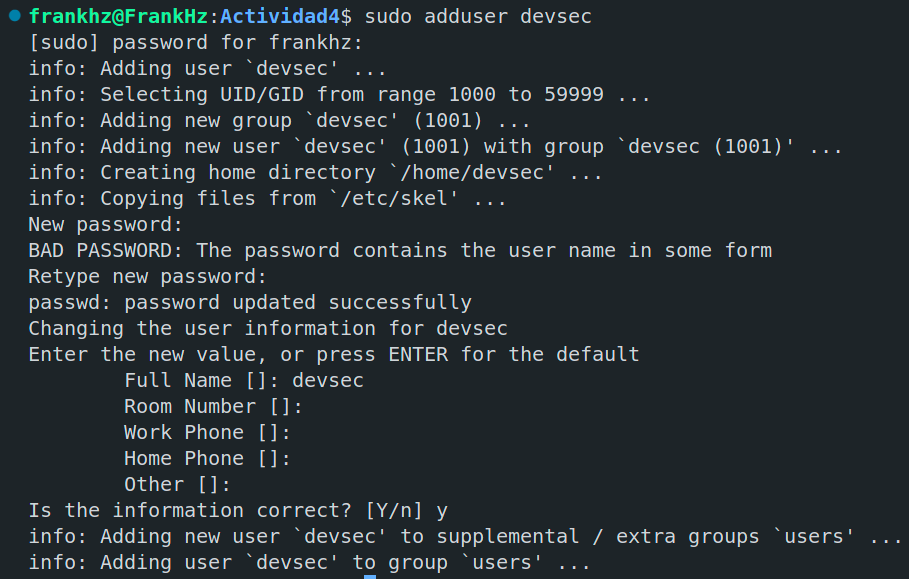 frankhz@FrankHz:Actividad4$ sudo adduser devsec
[sudo] password for frankhz:
info: Adding user `devsec' ...
info: Selecting UID/GID from range 1000 to 59999 ...
info: Adding new group `devsec' (1001) ...
info: Adding new user `devsec' (1001) with group `devsec (1001)' ...
info: Creating home directory `/home/devsec' ...
info: Copying files from `/etc/skel' ...
New password:
BAD PASSWORD: The password contains the user name in some form
Retype new password:
passwd: password updated successfully
Changing the user information for devsec
Enter the new value, or press ENTER for the default
Full Name []: devsec
Room Number []:
Work Phone []:
Home Phone []:
Other []:
Is the information correct? [Y/n] y
info: Adding new user `devsec' to supplemental / extra groups `users' ...
info: Adding user `devsec' to group `users' ...